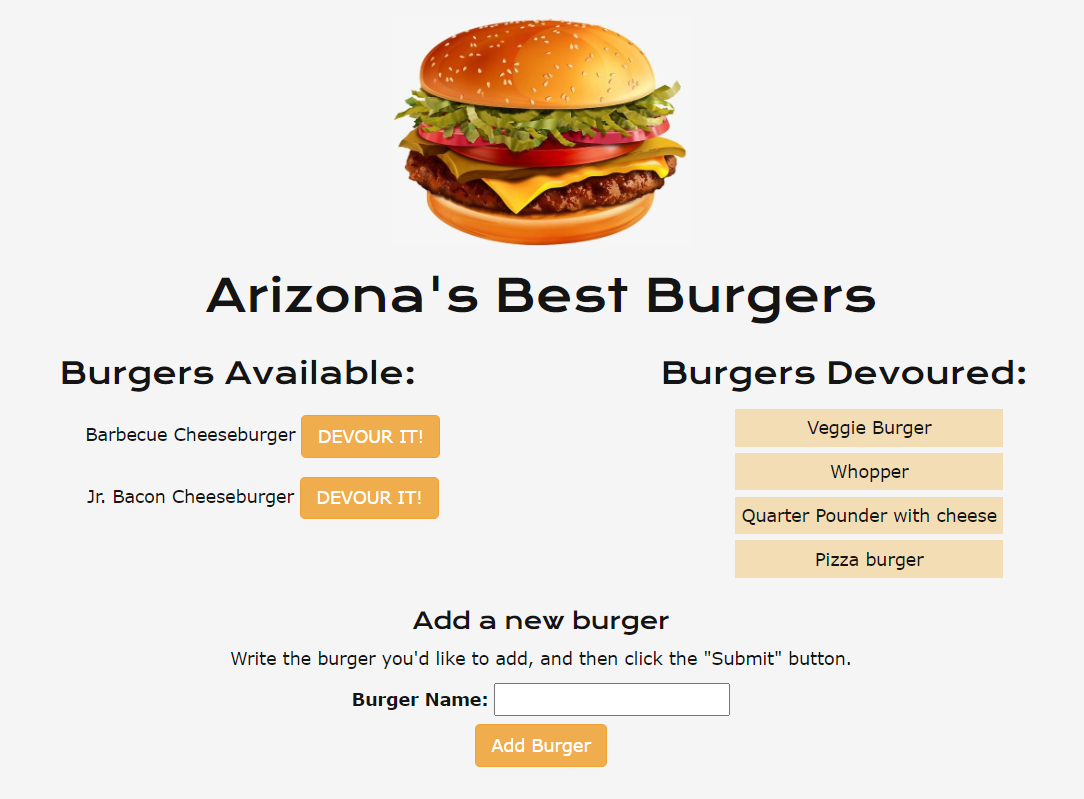 Arizona's Best Burgers
Burgers Available:
Barbecue Cheeseburger DEVOUR IT!
Jr. Bacon Cheeseburger DEVOUR IT!
Burgers Devoured:
Veggie Burger
Whopper
Quarter Pounder with cheese
Pizza burger
Add a new burger
Write the burger you'd like to add, and then click the "Submit" button.
Burger Name:
Add Burger